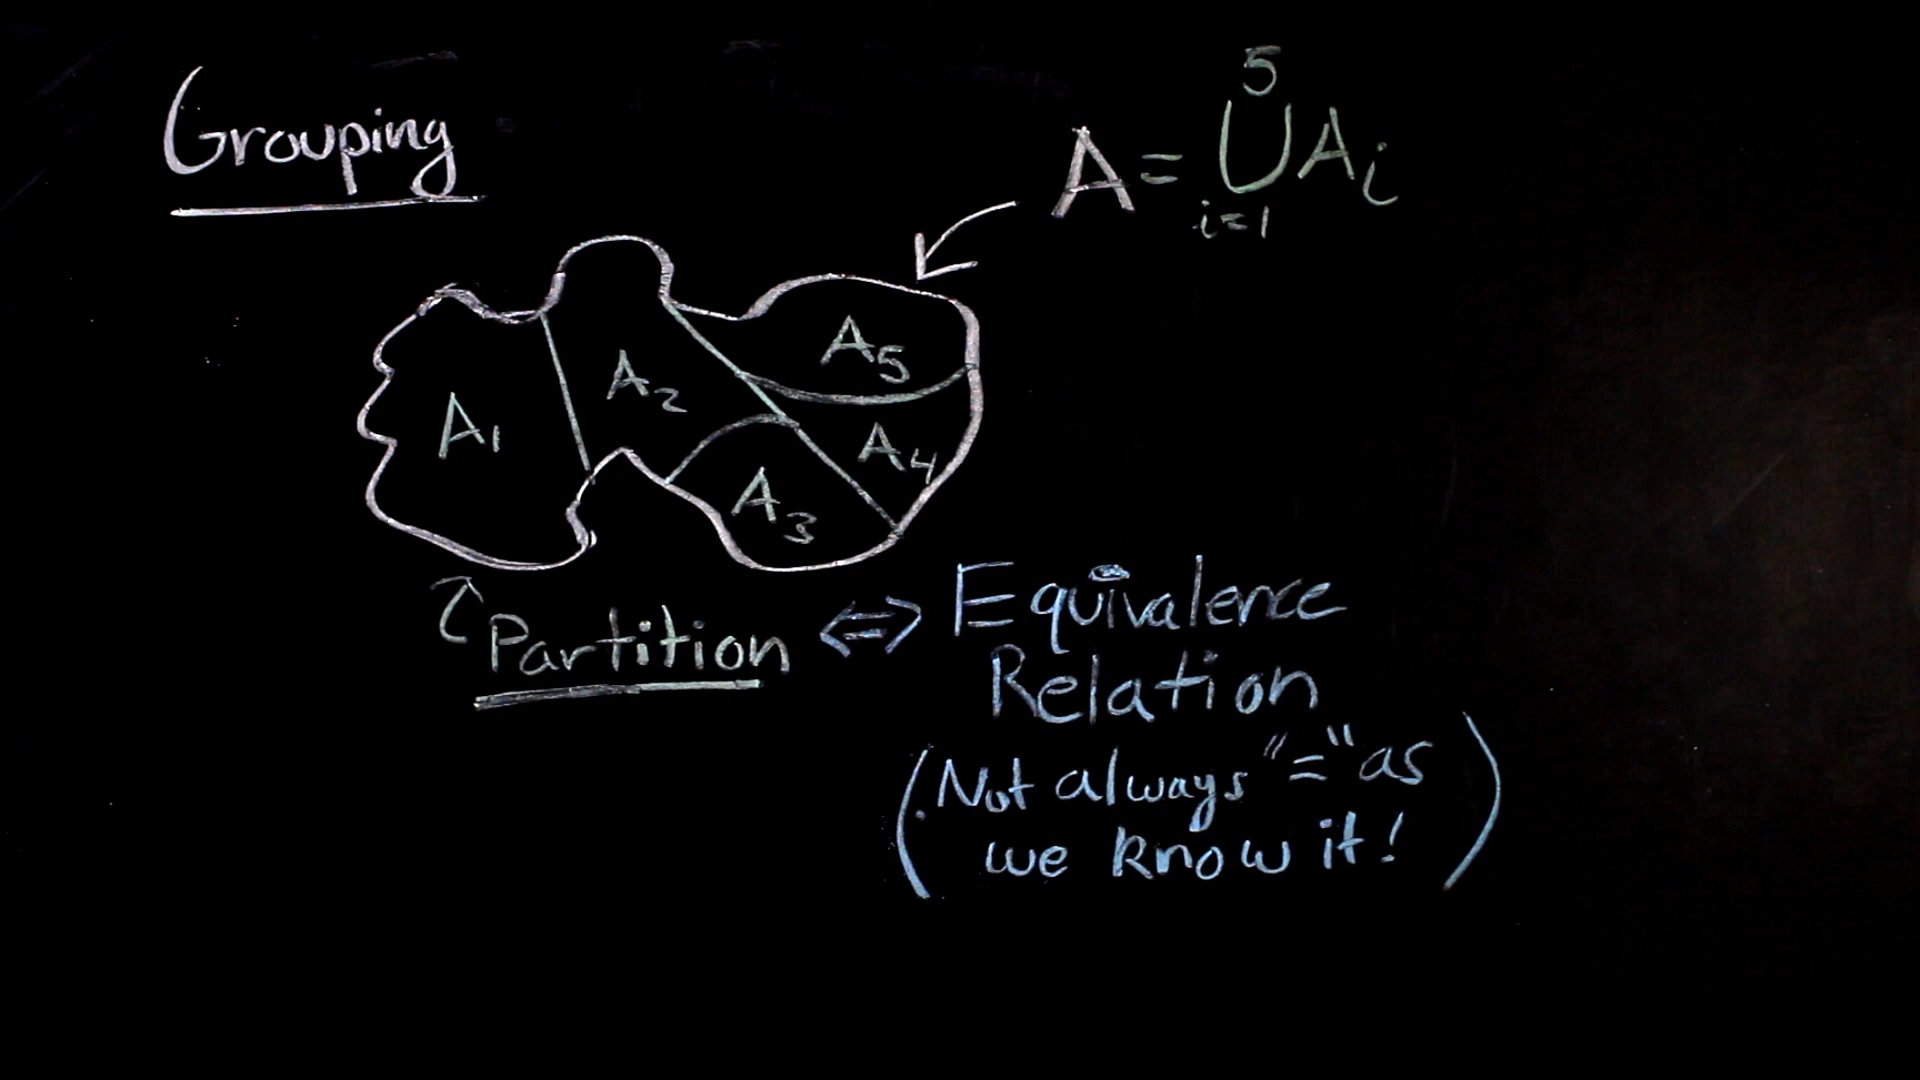 Grouping
A = 5 ⋃ i=1 Aᵢ
A₁
A₂
A₃
A₄
A₅
Partition ⇔ Equivalence
Relation
(Not always "=" as
we know it!)